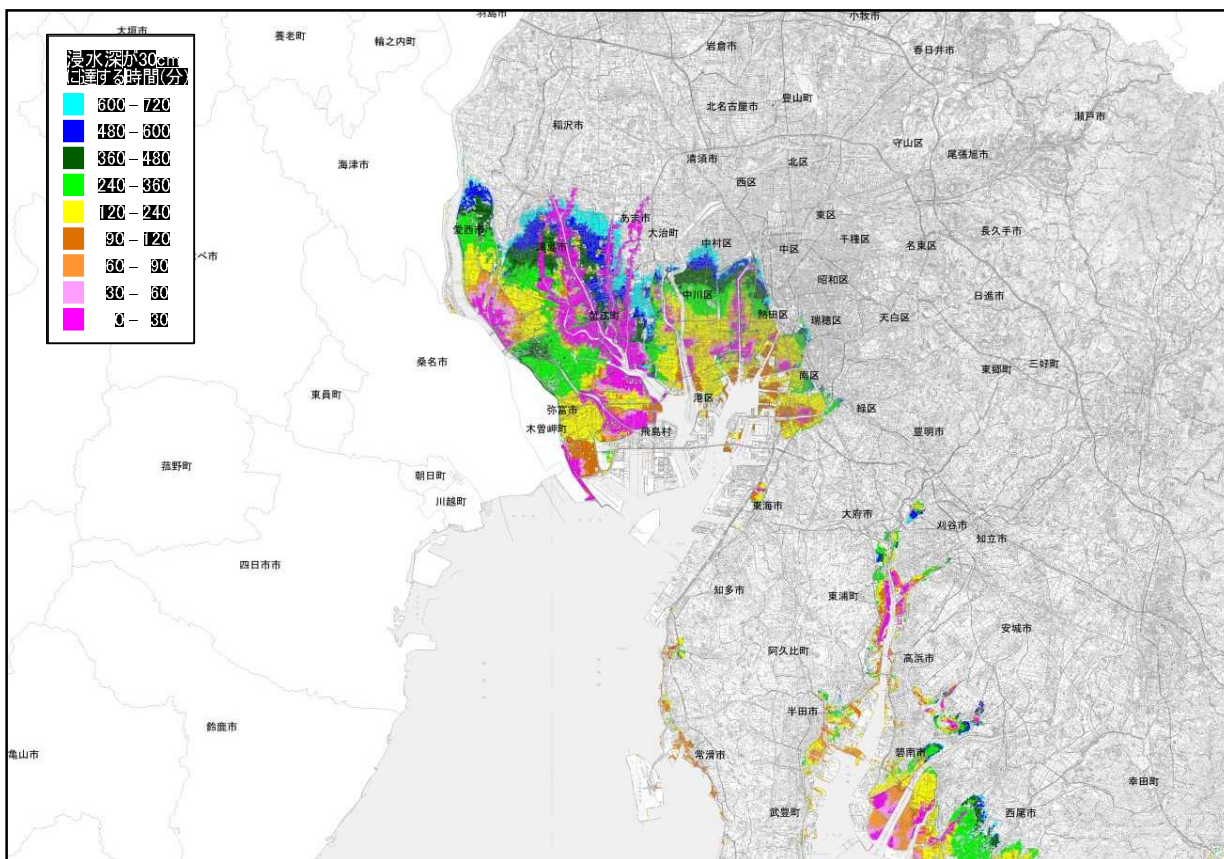 羽島市
小牧市
大垣市
養老町
輪之内町
岩倉市
春日井市
浸水深が30cm
に達する時間(分)
600 – 720
480 – 600
360 – 480
240 – 360
120 – 240
90 – 120
60 – 90
30 – 60
0 – 30
北名古屋市
豊山町
瀬戸市
稲沢市
守山区
海津市
清須市
北区
尾張旭市
西区
あま市
東区
愛西市
大治町
中村区
中区
千種区
名東区
長久手市
津島市
べ市
昭和区
中川区
日進市
蟹江町
熱田区
瑞穂区
天白区
桑名市
三好町
東郷町
南区
東員町
港区
緑区
弥富市
木曽岬町
飛島村
豊明市
菰野町
朝日町
川越町
東海市
大府市
刈谷市
知立市
四日市市
知多市
東浦町
安城市
阿久比町
高浜市
半田市
鈴鹿市
亀山市
常滑市
碧南市
幸田町
武豊町
西尾市